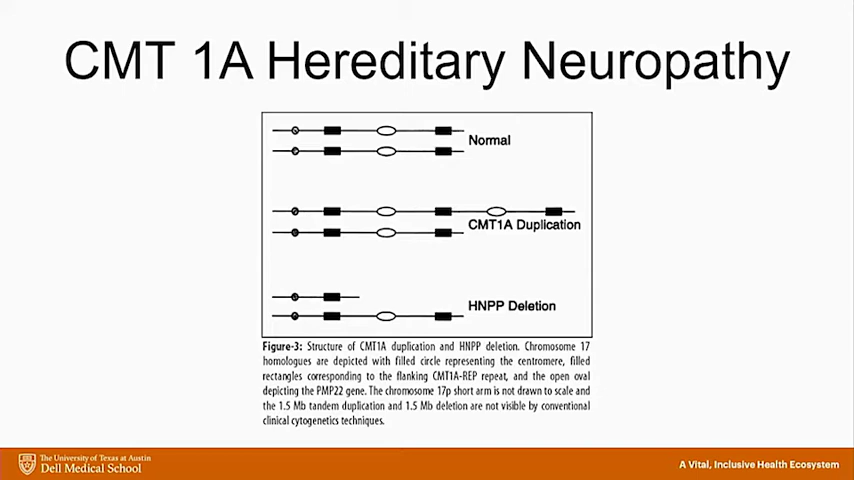 CMT 1A Hereditary Neuropathy
Normal
CMT1A Duplication
HNPP Deletion
Figure-3: Structure of CMT1A duplication and HNPP deletion. Chromosome 17
homologues are depicted with filled circle representing the centromere, filled
rectangles corresponding to the flanking CMT1A-REP repeat, and the open oval
depicting the PMP22 gene. The chromosome 17p short arm is not drawn to scale and
the 1.5 Mb tandem duplication and 1.5 Mb deletion are not visible by conventional
clinical cytogenetics techniques.
The University of Texas at Austin
Dell Medical School
A Vital, Inclusive Health Ecosystem